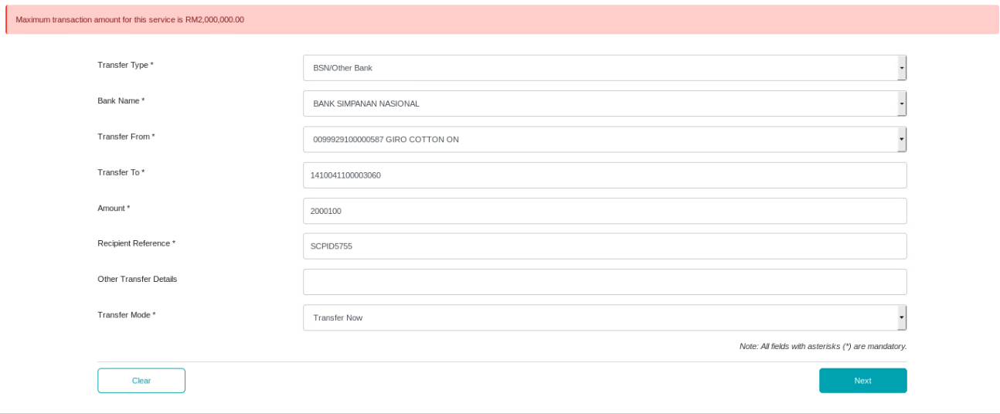 Maximum transaction amount for this service is RM2,000,000.00
Transfer Type *
BSN/Other Bank
Bank Name *
BANK SIMPANAN NASIONAL
Transfer From *
0099929100000587 GIRO COTTON ON
Transfer To *
1410041100003060
Amount *
2000100
Recipient Reference *
SCPID5755
Other Transfer Details
Transfer Mode *
Transfer Now
Note: All fields with asterisks (*) are mandatory.
Clear
Next